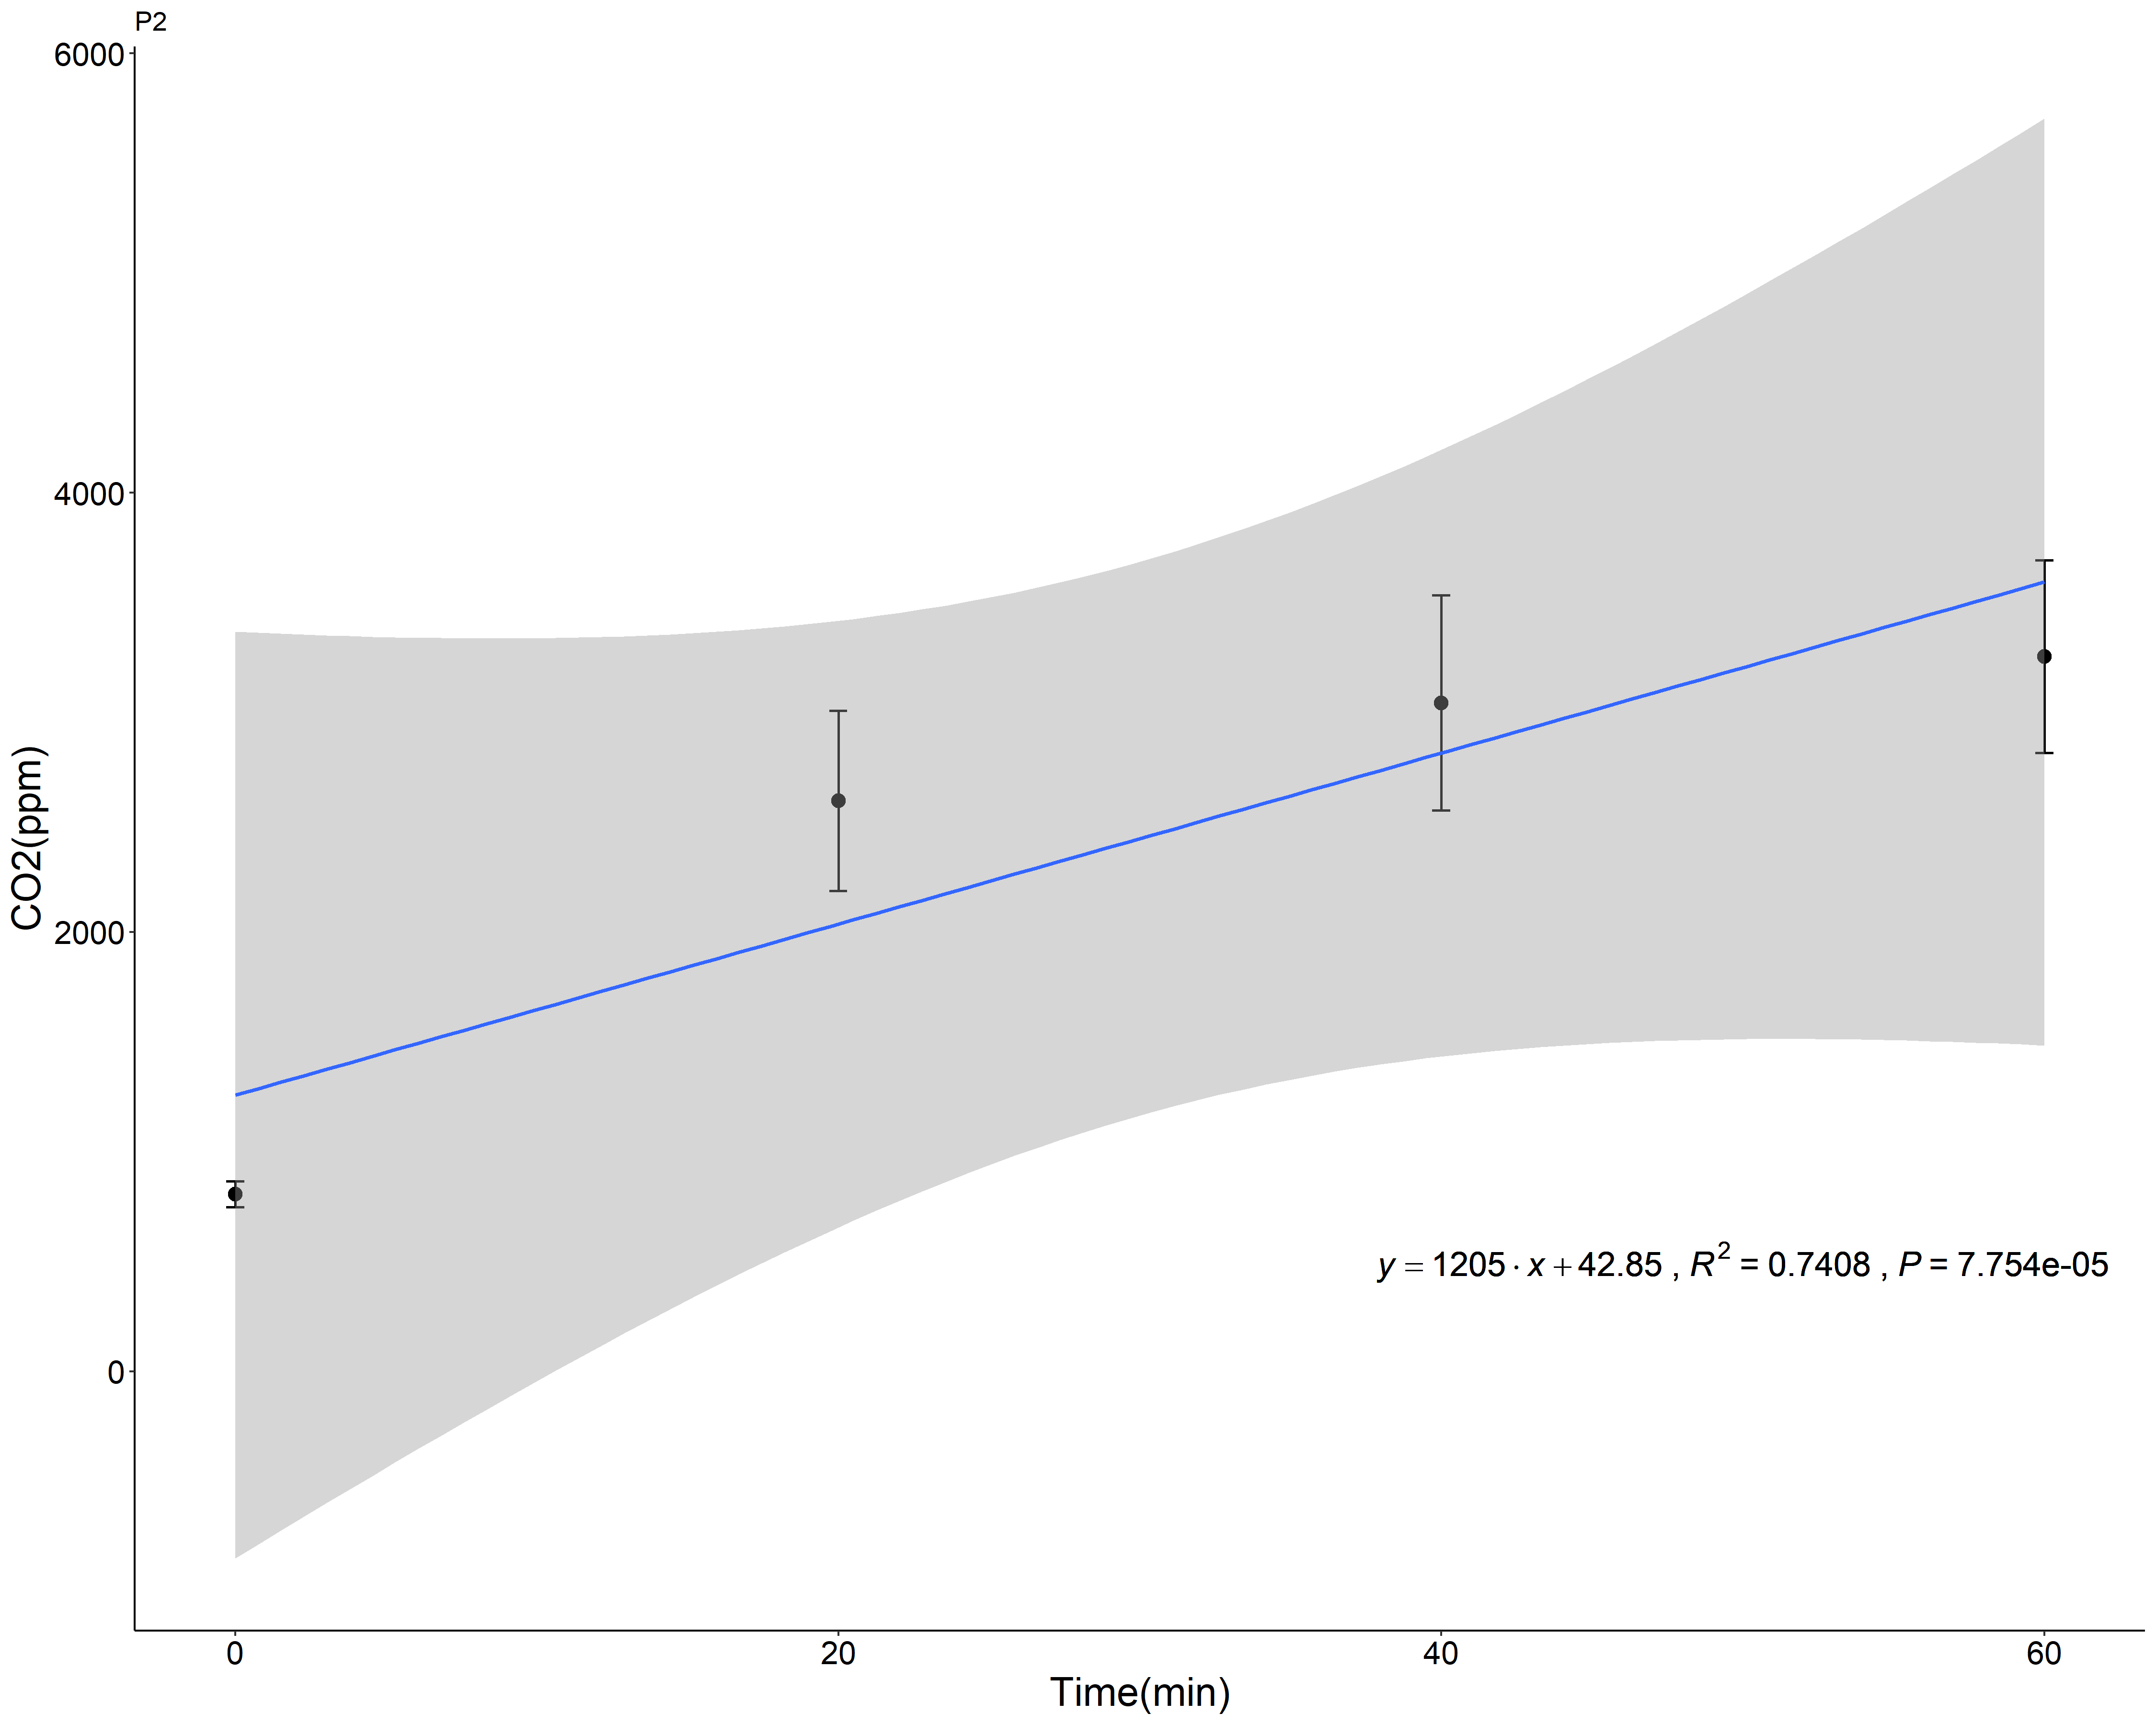 P2
6000
4000
2000
0
CO2(ppm)
y = 1205 · x + 42.85 , R² = 0.7408 , P = 7.754e-05
0 20 40 60
Time(min)